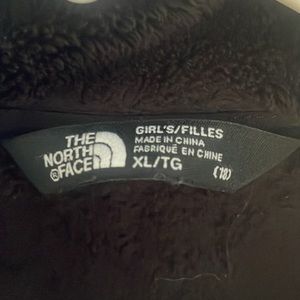 THE
NORTH
FACE
®
GIRL'S/FILLES
MADE IN CHINA
FABRIQUÉ EN CHINE
XL/TG
(18)